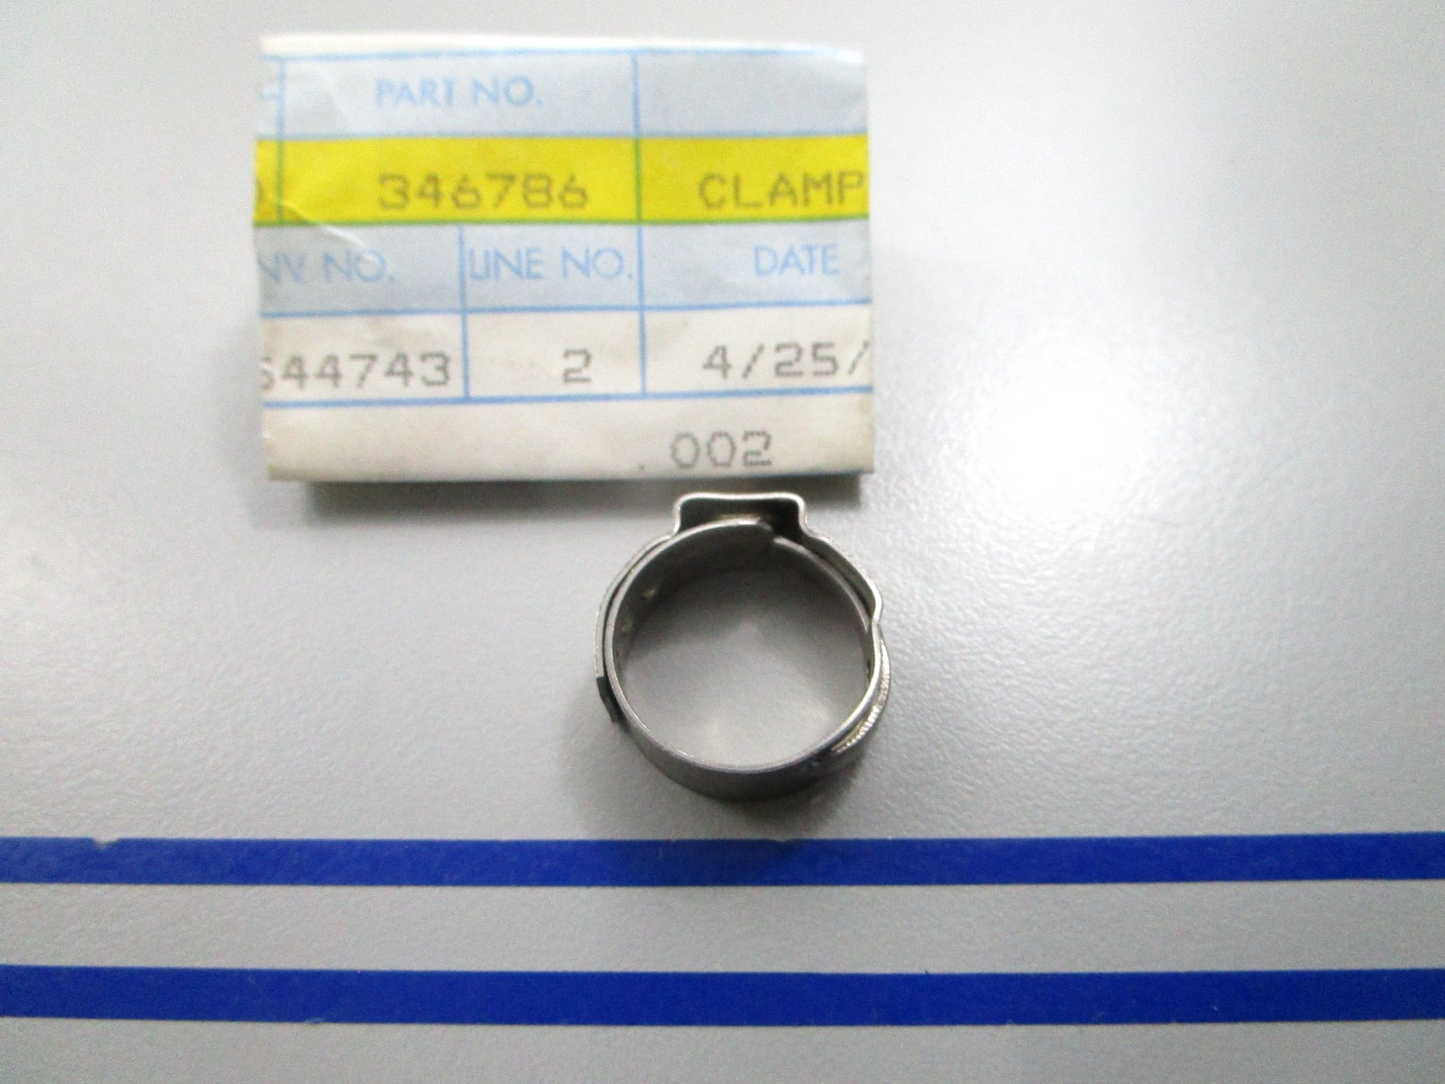 PART NO.
346786 CLAMP
NV. NO. LINE NO. DATE
544743 2 4/25/
.002